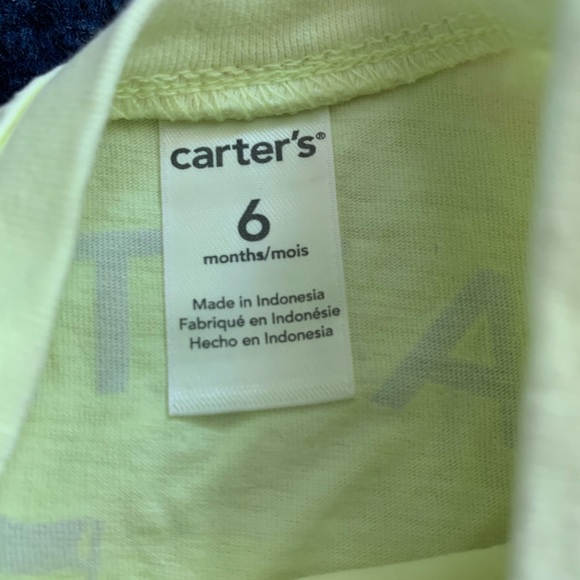 carter's®
6
months/mois
Made in Indonesia
Fabriqué en Indonésie
Hecho en Indonesia
T A